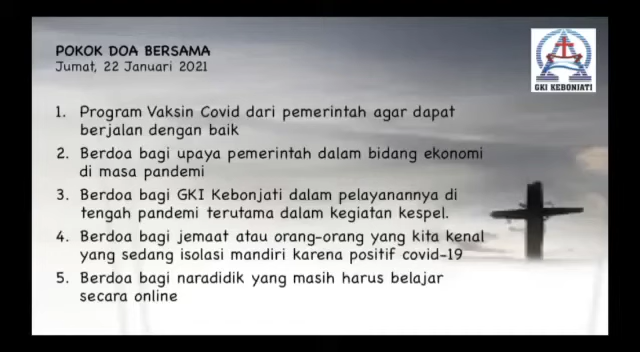 POKOK DOA BERSAMA
Jumat, 22 Januari 2021
GKI KEBONJATI
1. Program Vaksin Covid dari pemerintah agar dapat
berjalan dengan baik
2. Berdoa bagi upaya pemerintah dalam bidang ekonomi
di masa pandemi
3. Berdoa bagi GKI Kebonjati dalam pelayanannya di
tengah pandemi terutama dalam kegiatan kespel.
4. Berdoa bagi jemaat atau orang-orang yang kita kenal
yang sedang isolasi mandiri karena positif covid-19
5. Berdoa bagi naradidik yang masih harus belajar
secara online